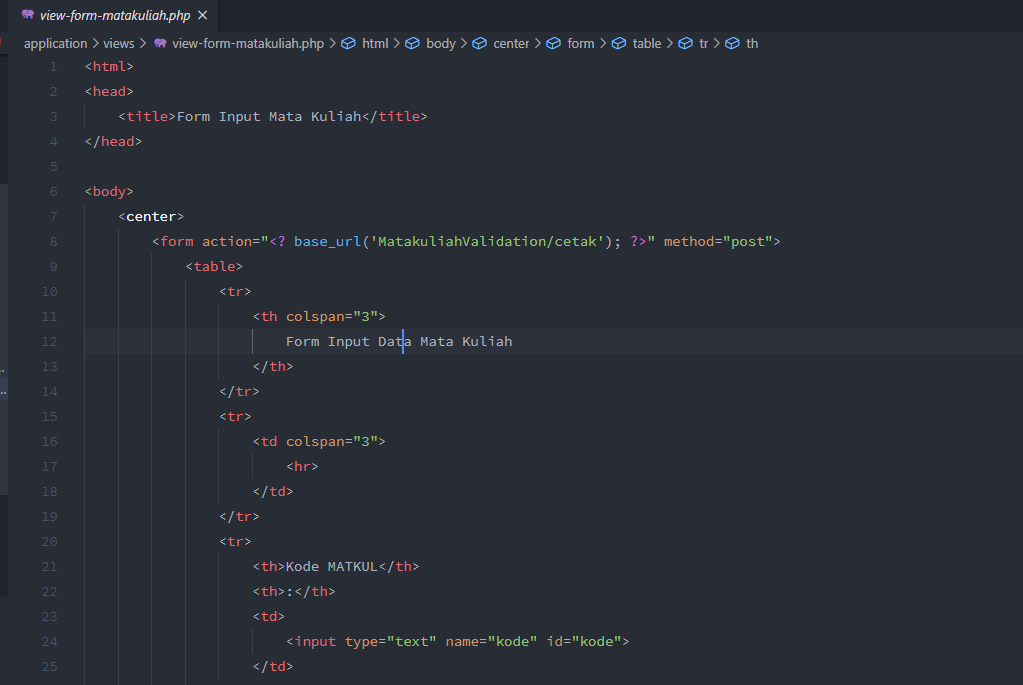 view-form-matakuliah.php ×
application > views > view-form-matakuliah.php > html > body > center > form > table > tr > th
1 <html>
2 <head>
3 <title>Form Input Mata Kuliah</title>
4 </head>
5
6 <body>
7 <center>
8 <form action="<? base_url('MatakuliahValidation/cetak'); ?>" method="post">
9 <table>
10 <tr>
11 <th colspan="3">
12 Form Input Data Mata Kuliah
13 </th>
14 </tr>
15 <tr>
16 <td colspan="3">
17 <hr>
18 </td>
19 </tr>
20 <tr>
21 <th>Kode MATKUL</th>
22 <th>:</th>
23 <td>
24 <input type="text" name="kode" id="kode">
25 </td>